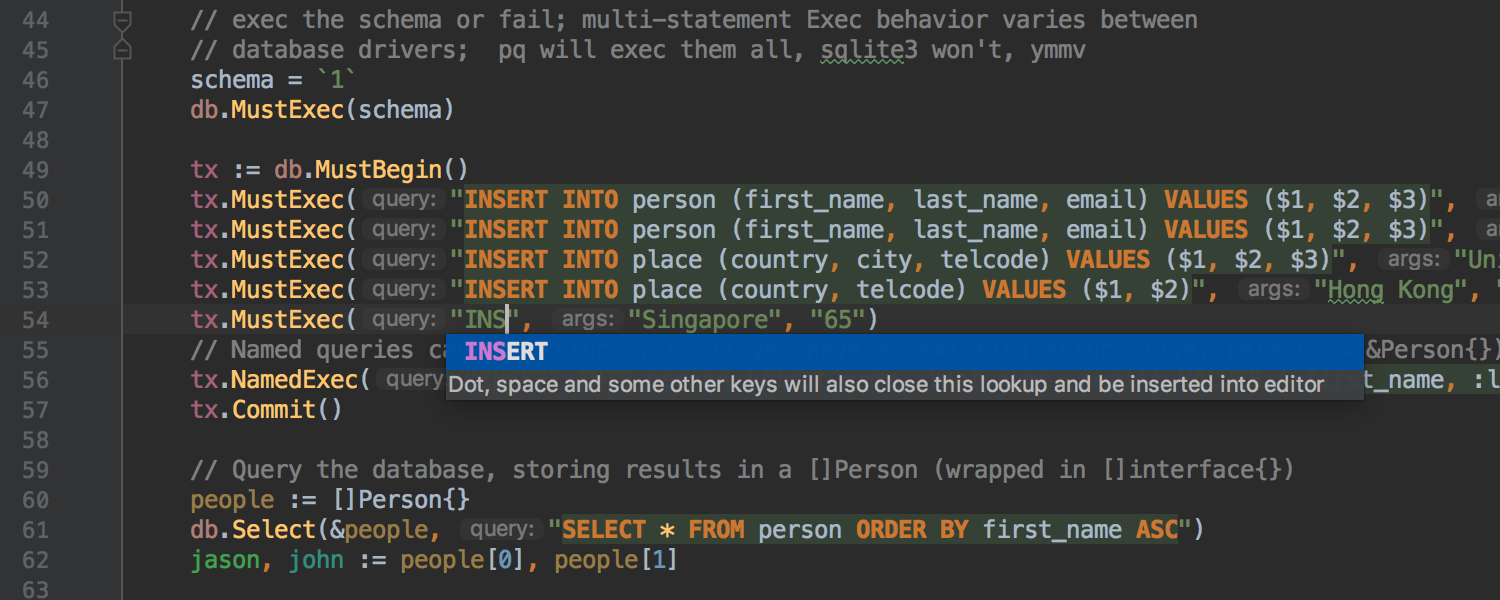 44 // exec the schema or fail; multi-statement Exec behavior varies between
45 // database drivers;  pq will exec them all, sqlite3 won't, ymmv
46 schema = `1`
47 db.MustExec(schema)
48
49 tx := db.MustBegin()
50 tx.MustExec( query: "INSERT INTO person (first_name, last_name, email) VALUES ($1, $2, $3)",
51 tx.MustExec( query: "INSERT INTO person (first_name, last_name, email) VALUES ($1, $2, $3)",
52 tx.MustExec( query: "INSERT INTO place (country, city, telcode) VALUES ($1, $2, $3)", args: "Uni
53 tx.MustExec( query: "INSERT INTO place (country, telcode) VALUES ($1, $2)", args: "Hong Kong", "
54 tx.MustExec( query: "INS", args: "Singapore", "65")
55 // Named queries ca &Person{})
INSERT
56 tx.NamedExec( query st_name, :l
Dot, space and some other keys will also close this lookup and be inserted into editor
57 tx.Commit()
58
59 // Query the database, storing results in a []Person (wrapped in []interface{})
60 people := []Person{}
61 db.Select(&people, query: "SELECT * FROM person ORDER BY first_name ASC")
62 jason, john := people[0], people[1]
63